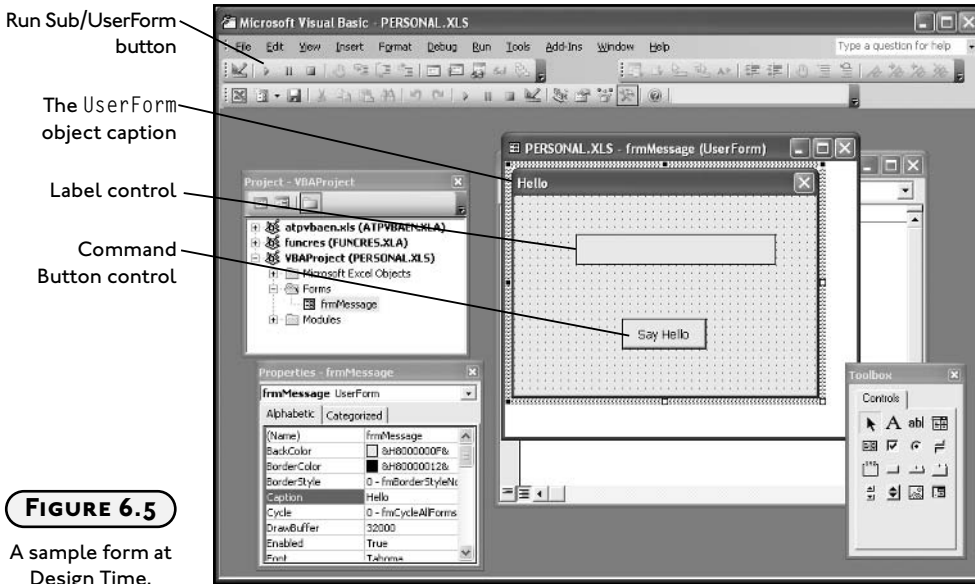 Run Sub/UserForm
button
The UserForm
object caption
Label control
Command
Button control
FIGURE 6.5
A sample form at
Design Time.
Microsoft Visual Basic - PERSONAL.XLS
File Edit View Insert Format Debug Run Tools Add-Ins Window Help
Type a question for help
Project - VBAProject
atpvbaen.xls (ATPVBAEN.XLA)
funcres (FUNCRES.XLA)
VBAProject (PERSONAL.XLS)
Microsoft Excel Objects
Forms
frmMessage
Modules
Properties - frmMessage
frmMessage UserForm
Alphabetic Categorized
(Name) frmMessage
BackColor &H8000000F&
BorderColor &H80000012&
BorderStyle 0 - fmBorderStyleNo
Caption Hello
Cycle 0 - fmCycleAllForms
DrawBuffer 32000
Enabled True
Font Tahoma
PERSONAL.XLS - frmMessage (UserForm)
Hello
Say Hello
Toolbox
Controls
A abl